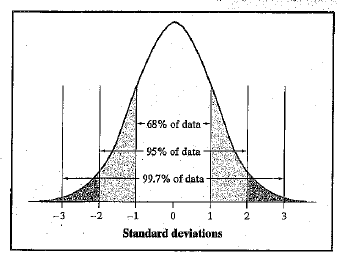 68% of data
95% of data
99.7% of data
-3 -2 -1 0 1 2 3
Standard deviations